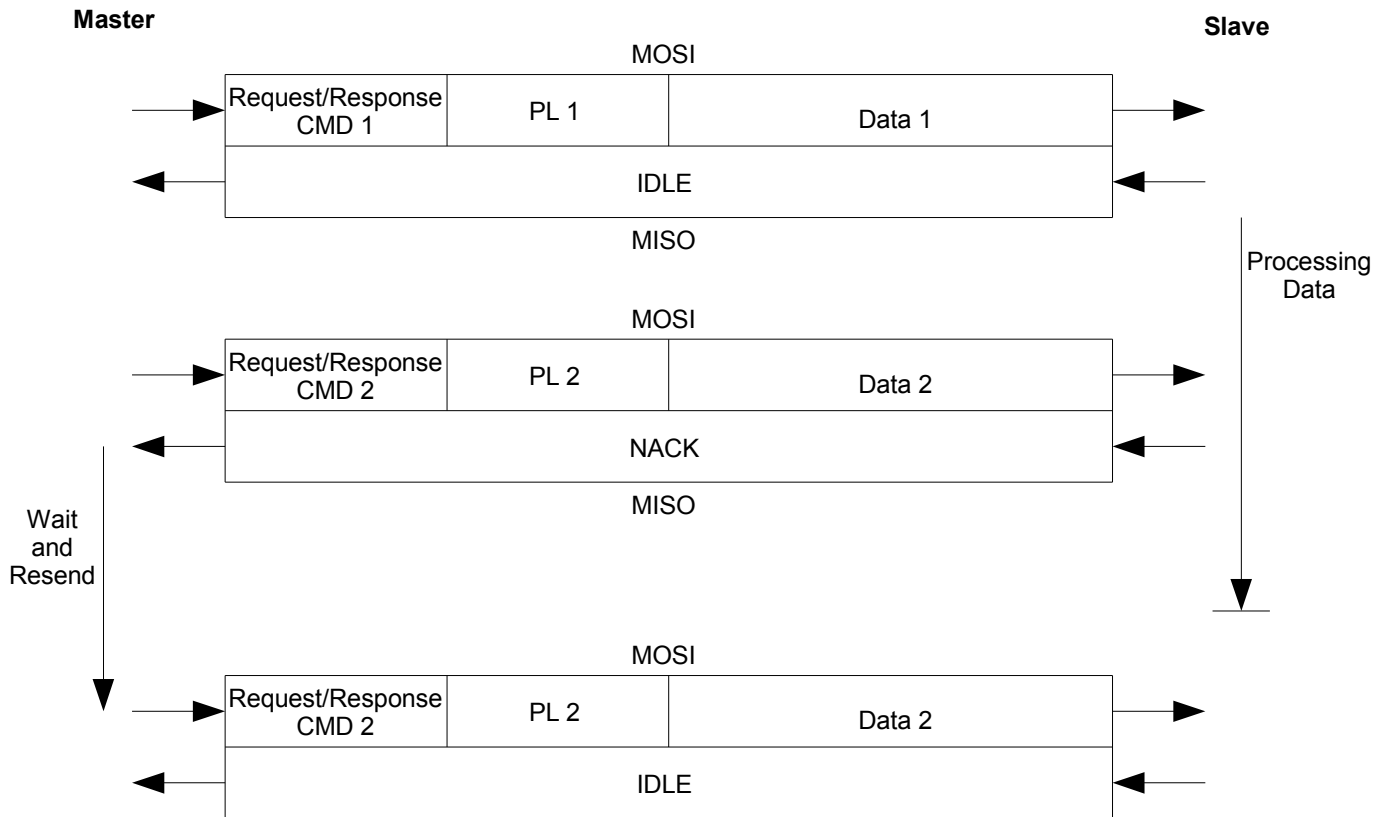 Master
Slave
MOSI
Request/Response
CMD 1
PL 1
Data 1
IDLE
MISO
Processing
Data
MOSI
Request/Response
CMD 2
PL 2
Data 2
NACK
MISO
Wait
and
Resend
MOSI
Request/Response
CMD 2
PL 2
Data 2
IDLE